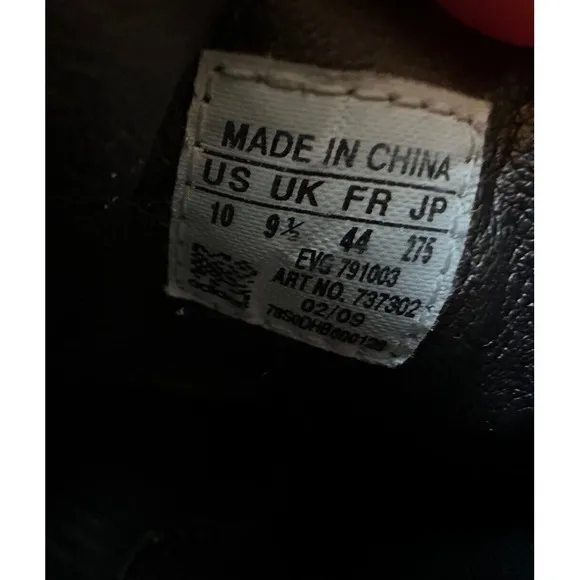 MADE IN CHINA
US UK FR JP
10 9½ 44 275
EVG 791003
ART NO. 737302
02/09